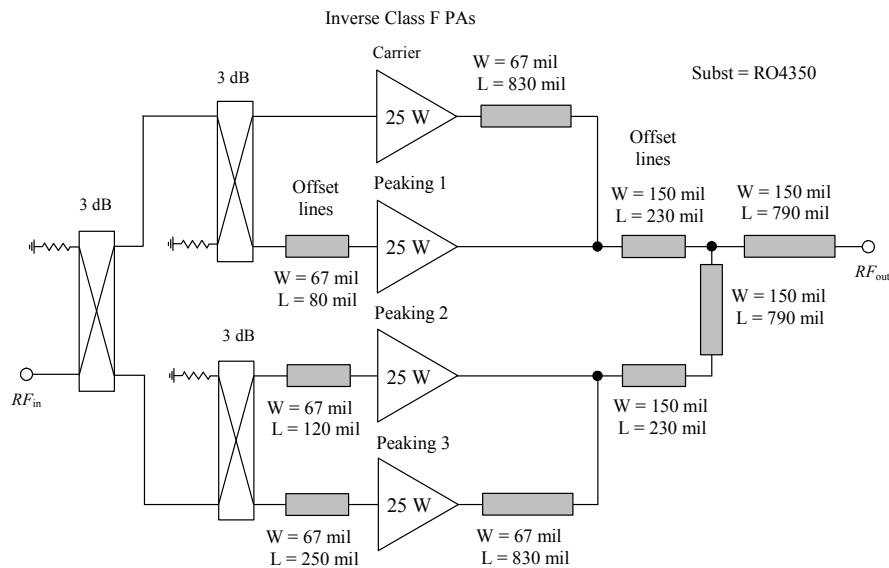 Inverse Class F PAs
Carrier
W = 67 mil
L = 830 mil
Subst = RO4350
3 dB
25 W
Offset
lines
W = 150 mil
L = 230 mil
W = 150 mil
L = 790 mil
3 dB
Offset
lines
Peaking 1
25 W
RFout
W = 67 mil
L = 80 mil
W = 150 mil
L = 790 mil
Peaking 2
3 dB
25 W
RFin
W = 67 mil
L = 120 mil
W = 150 mil
L = 230 mil
Peaking 3
25 W
W = 67 mil
L = 250 mil
W = 67 mil
L = 830 mil